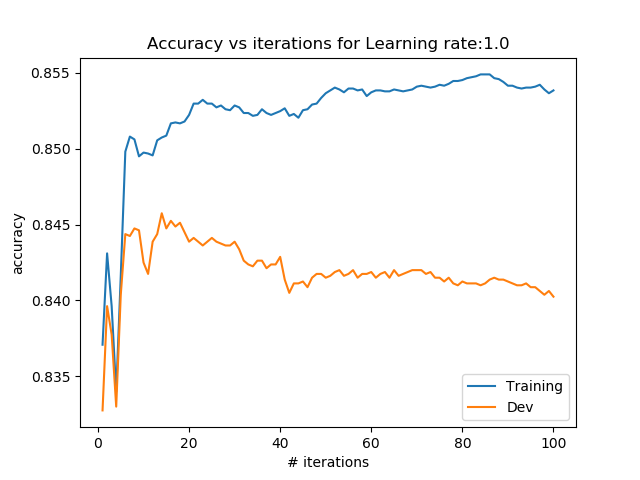 Accuracy vs iterations for Learning rate:1.0
0.855
0.850
0.845
0.840
0.835
accuracy
Training
Dev
0 20 40 60 80 100
# iterations